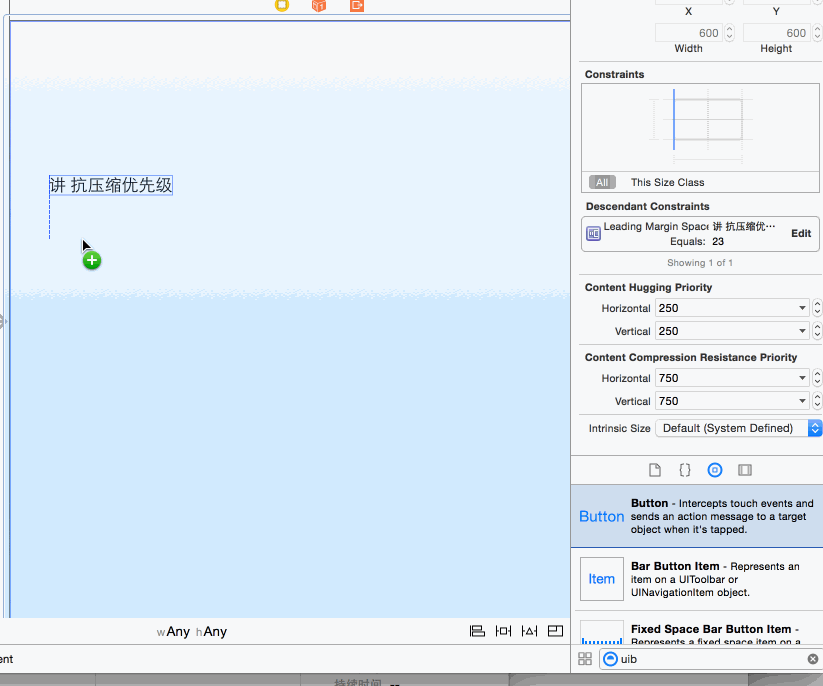 X Y
600 600
Width Height
Constraints
All This Size Class
Descendant Constraints
Leading Margin Space 讲 抗压缩优…
Equals: 23
Edit
Showing 1 of 1
Content Hugging Priority
Horizontal 250
Vertical 250
Content Compression Resistance Priority
Horizontal 750
Vertical 750
Intrinsic Size Default (System Defined)
讲 抗压缩优先级
Button
Button - Intercepts touch events and
sends an action message to a target
object when it's tapped.
Item
Bar Button Item - Represents an
item on a UIToolbar or
UINavigationItem object.
Fixed Space Bar Button Item -
Represents a fixed space item on a
wAny hAny
ent
uib
持续时间